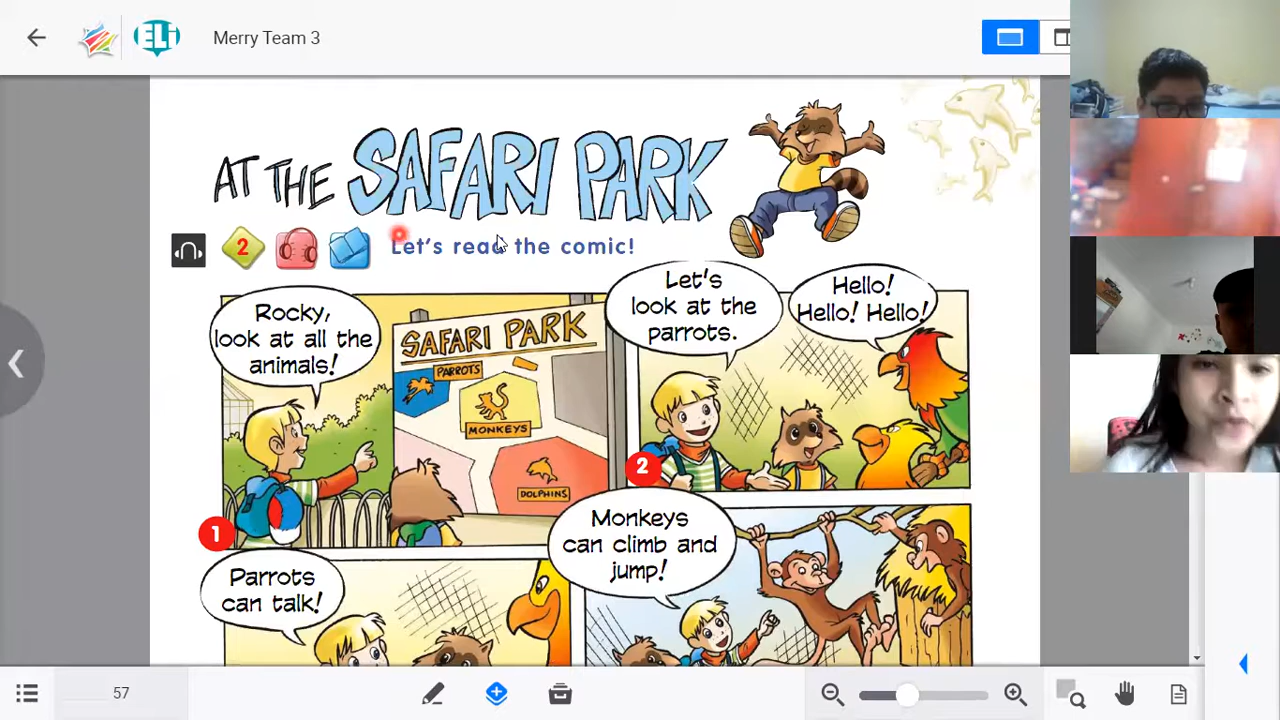 ELi
Merry Team 3
AT THE SAFARI PARK
2
Let's read the comic!
Rocky,
look at all the
animals!
SAFARI PARK
PARROTS
MONKEYS
DOLPHINS
1
Let's
look at the
parrots.
Hello!
Hello! Hello!
2
Parrots
can talk!
Monkeys
can climb and
jump!
57